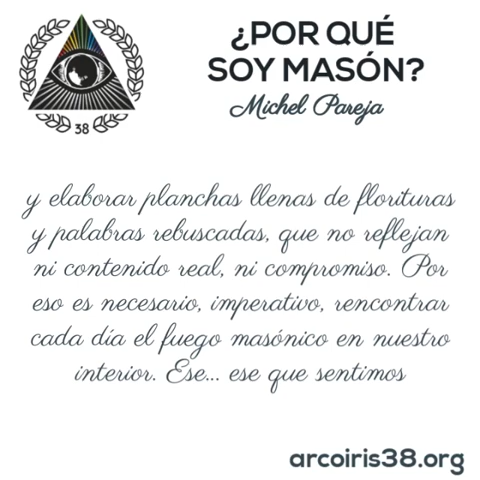 ¿POR QUÉ
SOY MASÓN?
Michel Pareja
38
y elaborar planchas llenas de florituras
y palabras rebuscadas, que no reflejan
ni contenido real, ni compromiso. Por
eso es necesario, imperativo, rencontrar
cada día el fuego masónico en nuestro
interior. Ese... ese que sentimos
arcoiris38.org